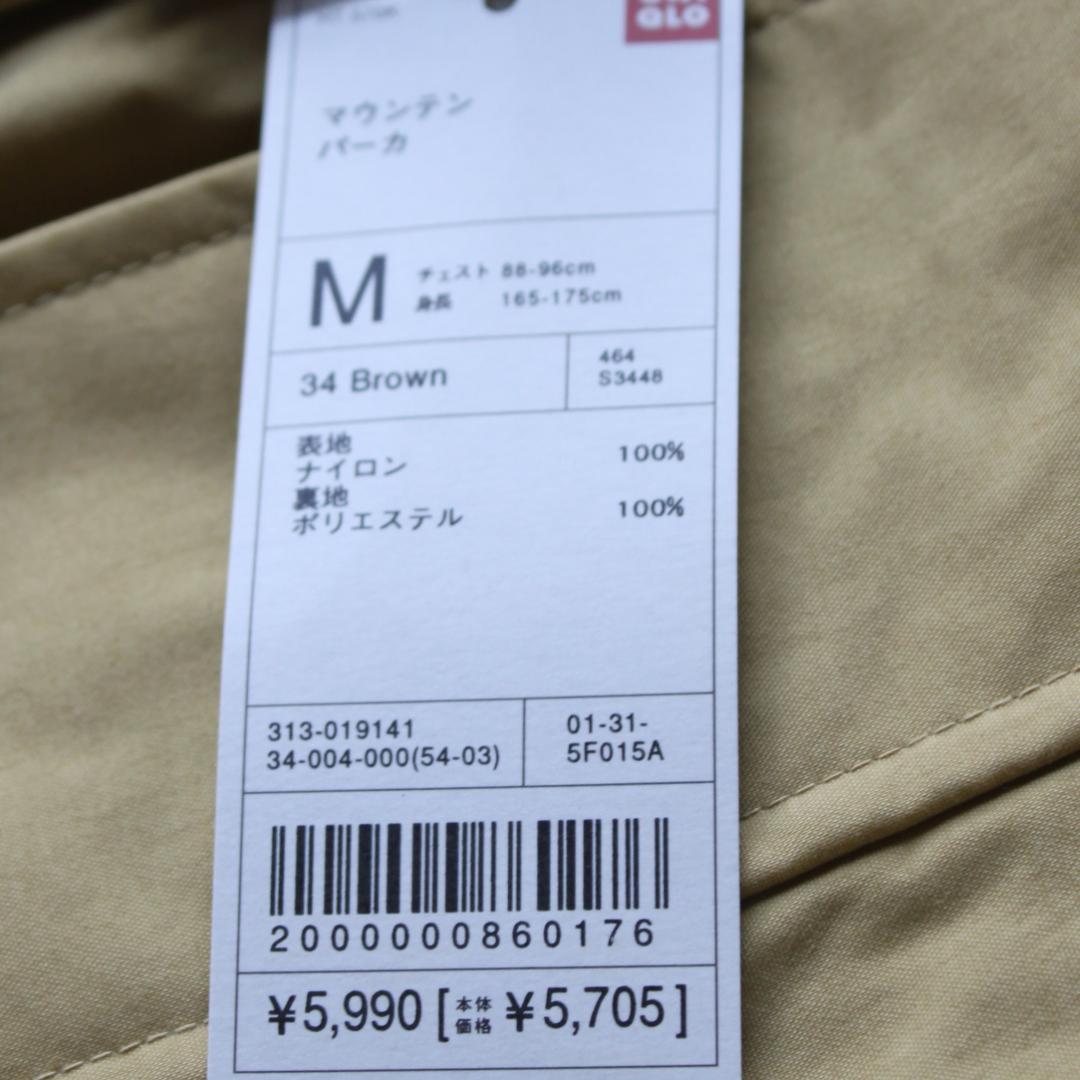 QLO
マウンテン
パーカ
M
チェスト 88-96cm
身長 165-175cm
34 Brown
464
S3448
表地
ナイロン 100%
裏地
ポリエステル 100%
313-019141
34-004-000(54-03)
01-31-
5F015A
2000000860176
¥5,990[本体価格 ¥5,705]